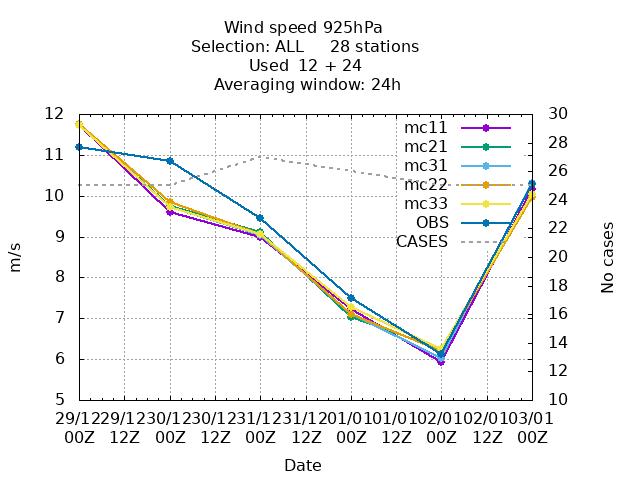 Wind speed 925hPa
Selection: ALL 28 stations
Used 12 + 24
Averaging window: 24h
12 30
11 28
10 26
9 24
8 22
7 20
6 18
5 16
14
12
10
m/s
No cases
mc11
mc21
mc31
mc22
mc33
OBS
CASES
29/12 29/12 30/12 30/12 31/12 31/12 01/01 01/01 02/01 02/01 03/01
00Z 12Z 00Z 12Z 00Z 12Z 00Z 12Z 00Z 12Z 00Z
Date